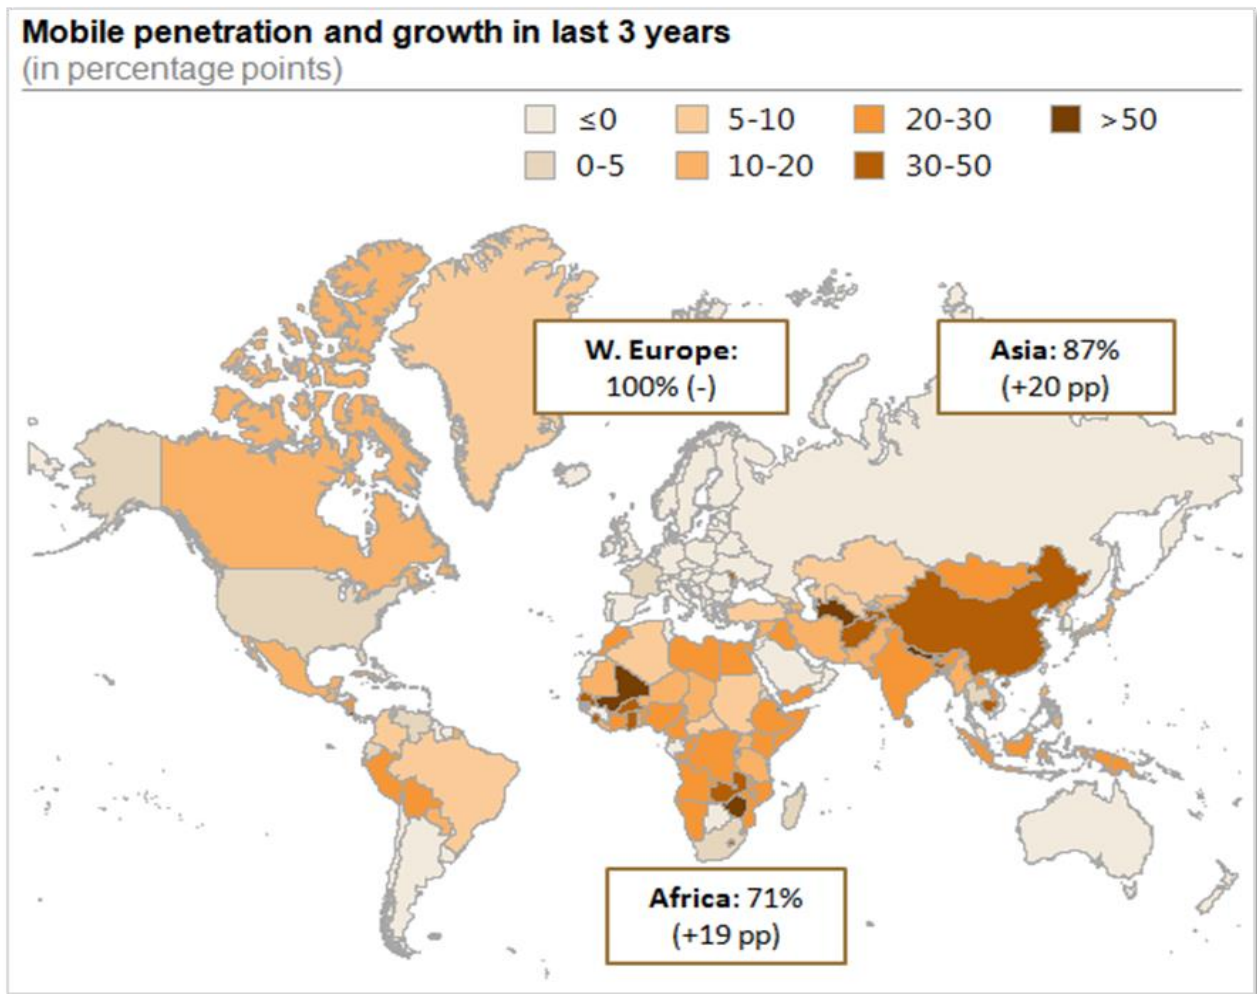 Mobile penetration and growth in last 3 years
(in percentage points)
≤0 5-10 20-30 >50
0-5 10-20 30-50
W. Europe:
100% (-)
Asia: 87%
(+20 pp)
Africa: 71%
(+19 pp)